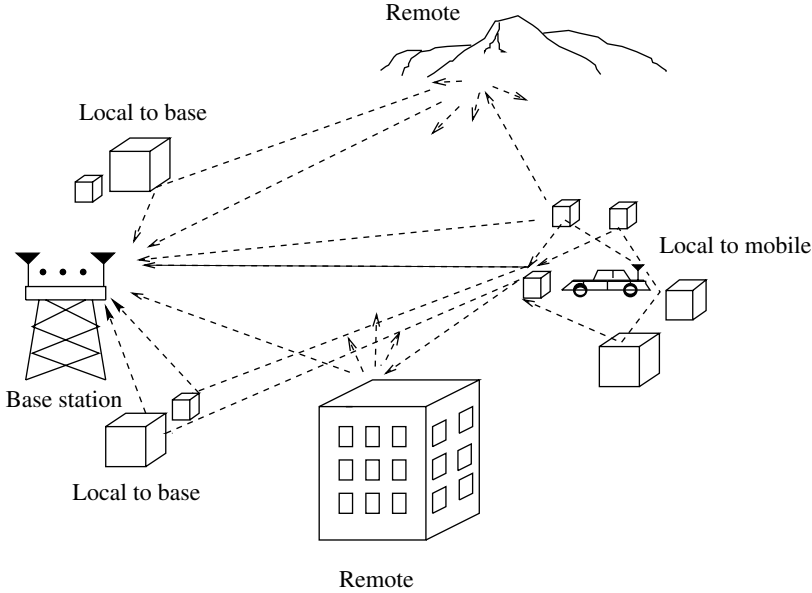 Remote
Local to base
Local to mobile
Base station
Local to base
Remote